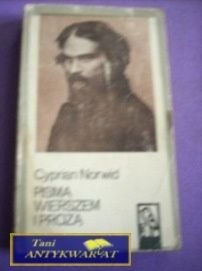 Cyprian Norwid
PISMA
WIERSZEM
I PROZĄ
Tani
ANTYKWARIAT